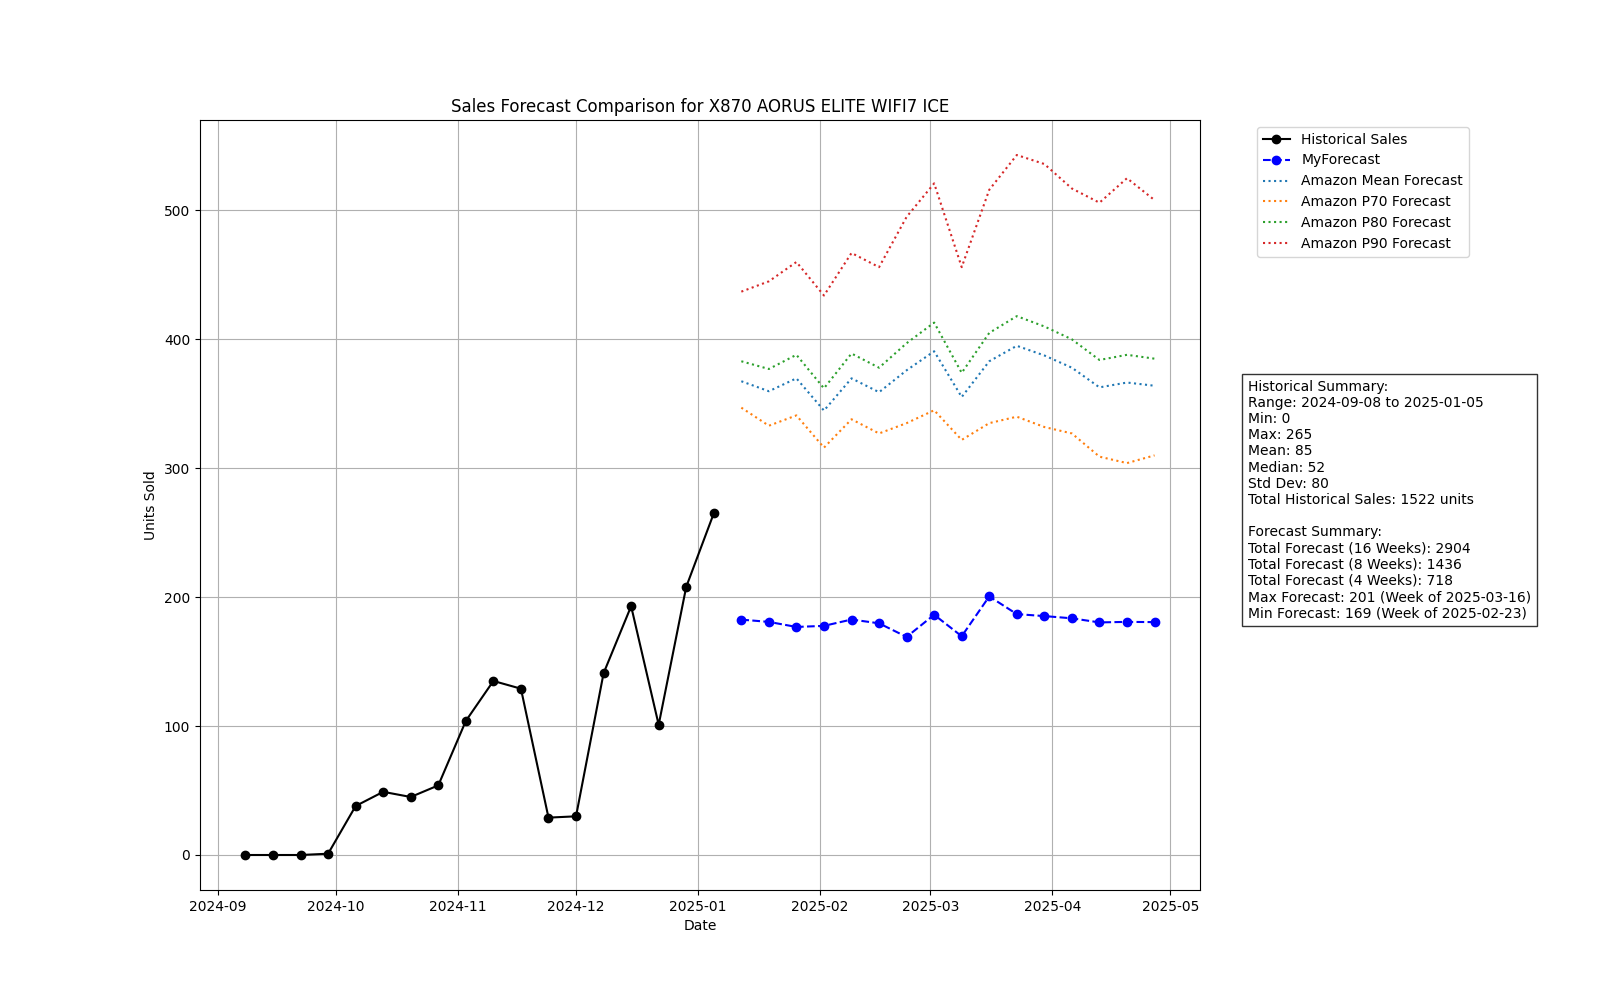 Sales Forecast Comparison for X870 AORUS ELITE WIFI7 ICE
Historical Sales
MyForecast
Amazon Mean Forecast
Amazon P70 Forecast
Amazon P80 Forecast
Amazon P90 Forecast
500
400
300
200
100
0
Units Sold
2024-09
2024-10
2024-11
2024-12
2025-01
2025-02
2025-03
2025-04
2025-05
Date
Historical Summary:
Range: 2024-09-08 to 2025-01-05
Min: 0
Max: 265
Mean: 85
Median: 52
Std Dev: 80
Total Historical Sales: 1522 units
Forecast Summary:
Total Forecast (16 Weeks): 2904
Total Forecast (8 Weeks): 1436
Total Forecast (4 Weeks): 718
Max Forecast: 201 (Week of 2025-03-16)
Min Forecast: 169 (Week of 2025-02-23)